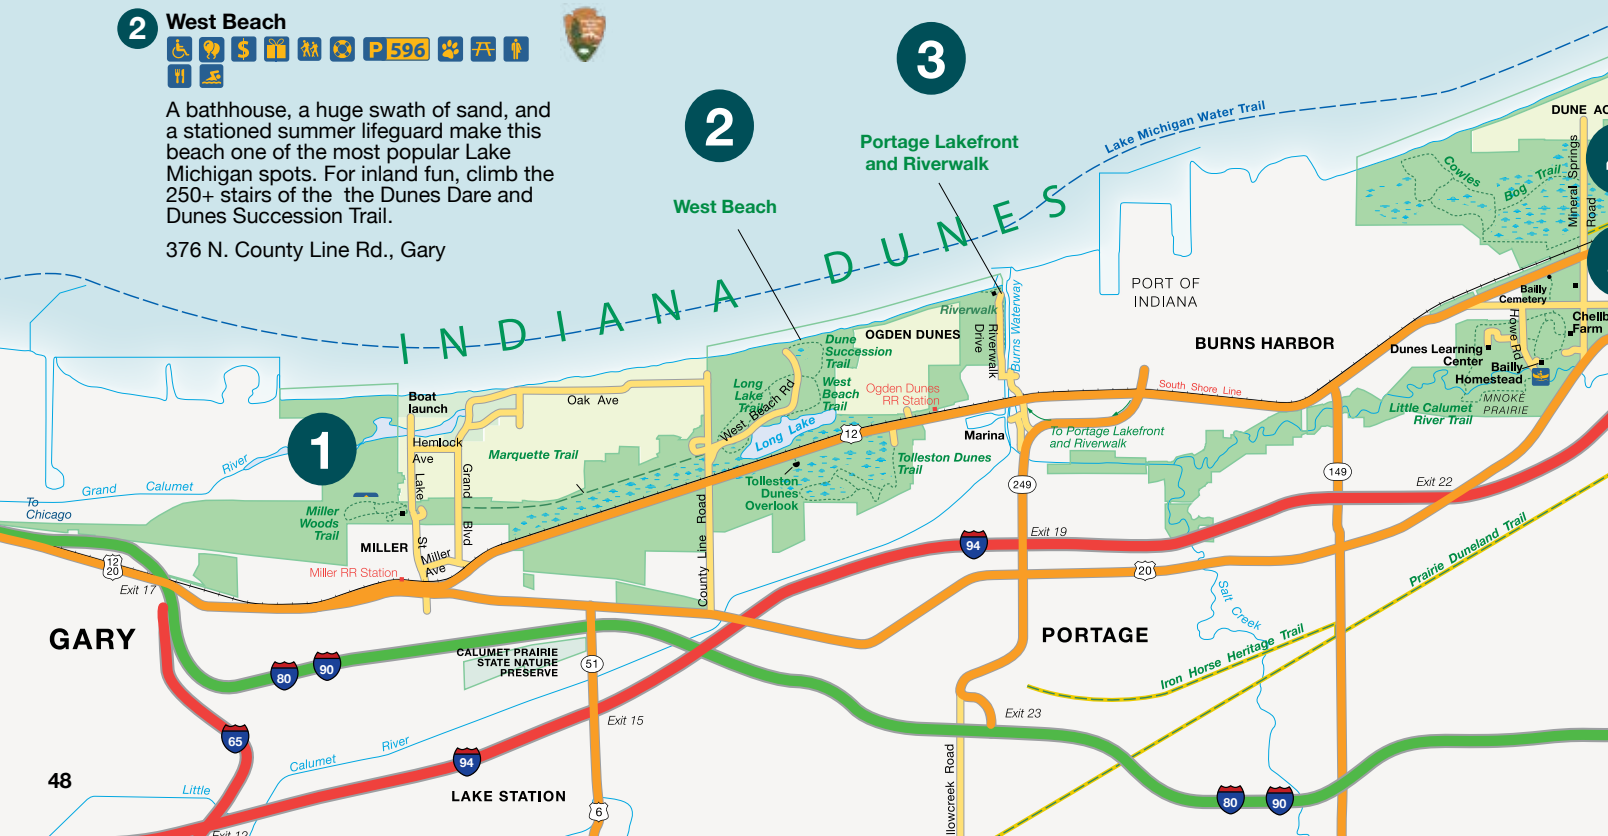 2
West Beach
$
P 596
A bathhouse, a huge swath of sand, and
a stationed summer lifeguard make this
beach one of the most popular Lake
Michigan spots. For inland fun, climb the
250+ stairs of the  the Dunes Dare and
Dunes Succession Trail.
376 N. County Line Rd., Gary
3
2
Portage Lakefront
and Riverwalk
West Beach
Lake Michigan Water Trail
INDIANA DUNES
DUNE AC
Cowles
Bog Trail
Mineral Springs
Road
PORT OF
INDIANA
BURNS HARBOR
Bailly
Cemetery
Howe Rd
Chellb
Farm
Dunes Learning
Center
Bailly
Homestead
MNOKÉ
PRAIRIE
Little Calumet
River Trail
Riverwalk
OGDEN DUNES
Riverwalk
Drive
Burns Waterway
Dune
Succession
Trail
West
Beach
Trail
Long
Lake
Trail
West Beach Rd
Long Lake
Ogden Dunes
RR Station
South Shore Line
12
Marina
To Portage Lakefront
and Riverwalk
Tolleston Dunes
Trail
Tolleston
Dunes
Overlook
249
149
Exit 22
Exit 19
94
20
Boat
launch
Oak Ave
Hemlock
Ave
Lake
St
Grand
Blvd
Marquette Trail
1
River
Grand Calumet
To
Chicago
Miller
Woods
Trail
MILLER
Miller
Ave
Miller RR Station
County Line Road
12
20
Exit 17
GARY
80
90
65
CALUMET PRAIRIE
STATE NATURE
PRESERVE
51
Exit 15
94
Calumet River
Little
LAKE STATION
6
48
Exit 12
PORTAGE
Salt Creek
Prairie Duneland Trail
Iron Horse Heritage Trail
Exit 23
llowcreek Road
80
90